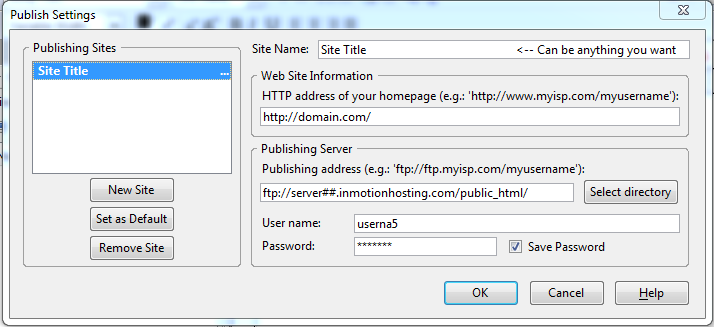 Publish Settings
Publishing Sites
Site Title ...
New Site
Set as Default
Remove Site
Site Name: Site Title <-- Can be anything you want
Web Site Information
HTTP address of your homepage (e.g.: 'http://www.myisp.com/myusername'):
http://domain.com/
Publishing Server
Publishing address (e.g.: 'ftp://ftp.myisp.com/myusername'):
ftp://server##.inmotionhosting.com/public_html/ Select directory
User name: userna5
Password: ******* Save Password
OK Cancel Help